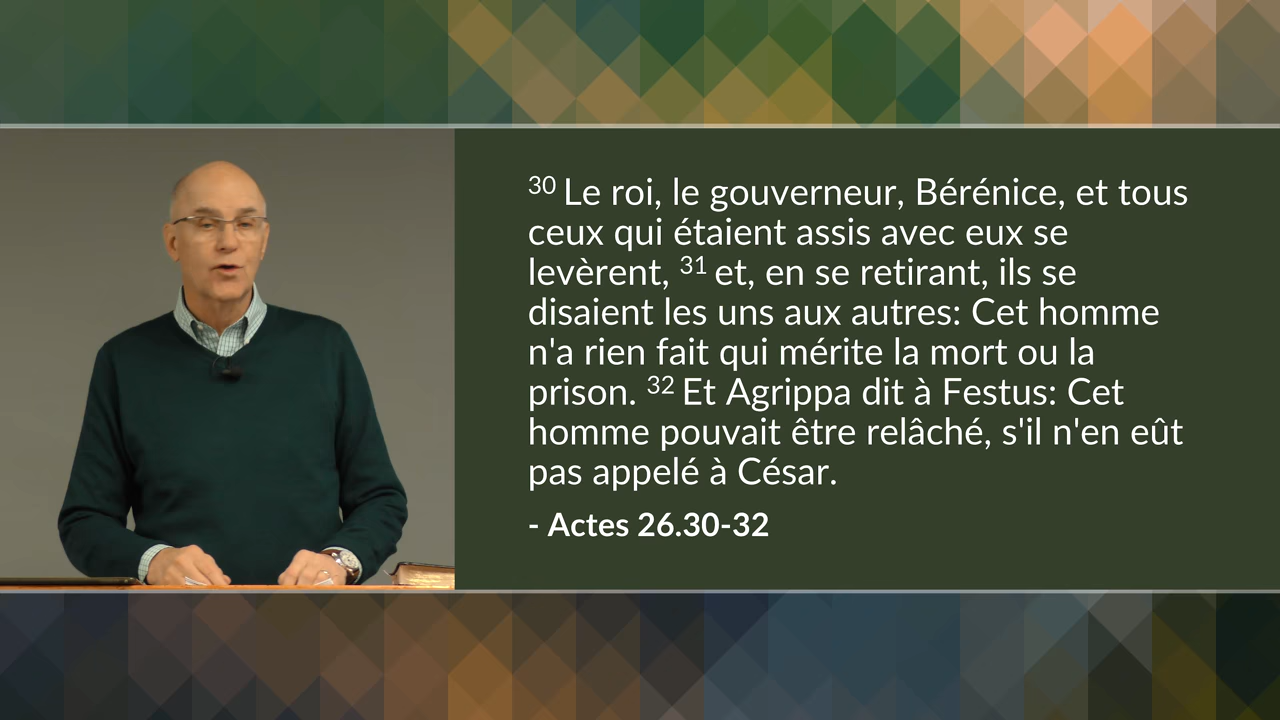 30 Le roi, le gouverneur, Bérénice, et tous
ceux qui étaient assis avec eux se
levèrent, 31 et, en se retirant, ils se
disaient les uns aux autres: Cet homme
n'a rien fait qui mérite la mort ou la
prison. 32 Et Agrippa dit à Festus: Cet
homme pouvait être relâché, s'il n'en eût
pas appelé à César.
- Actes 26.30-32